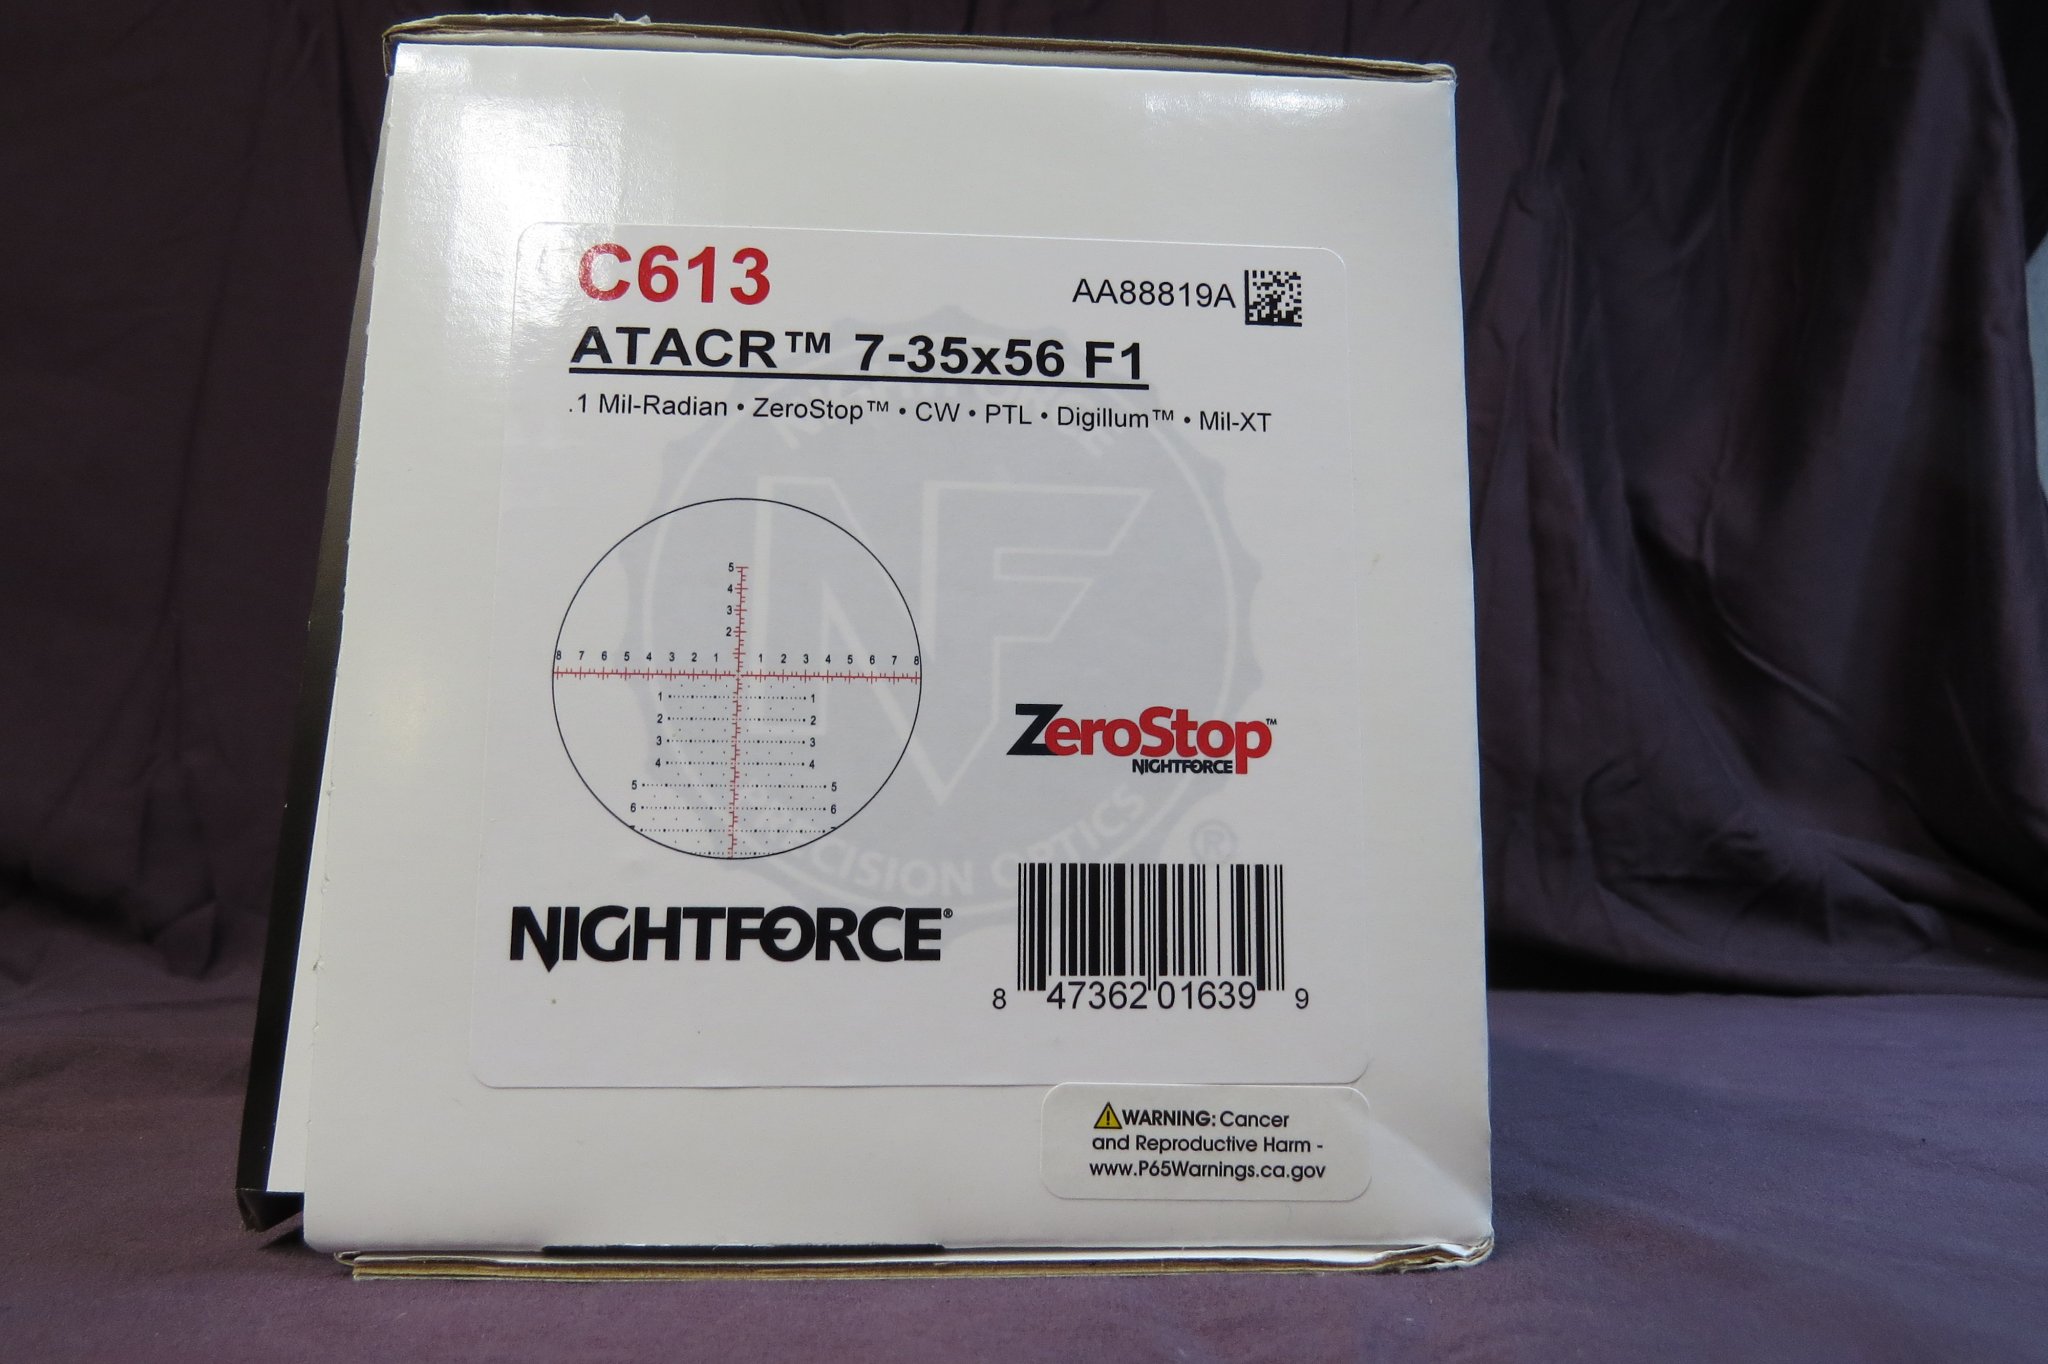 C613
AA88819A
ATACR™ 7-35x56 F1
.1 Mil-Radian • ZeroStop™ • CW • PTL • Digillum™ • Mil-XT
NF
PRECISION OPTICS ®
5
4
3
2
8 7 6 5 4 3 2 1 1 2 3 4 5 6 7 8
1 1
2 2
3 3
4 4
5 5
6 6
ZeroStop™
NIGHTFORCE
NIGHTFORCE®
8 47362 01639 9
WARNING: Cancer
and Reproductive Harm -
www.P65Warnings.ca.gov